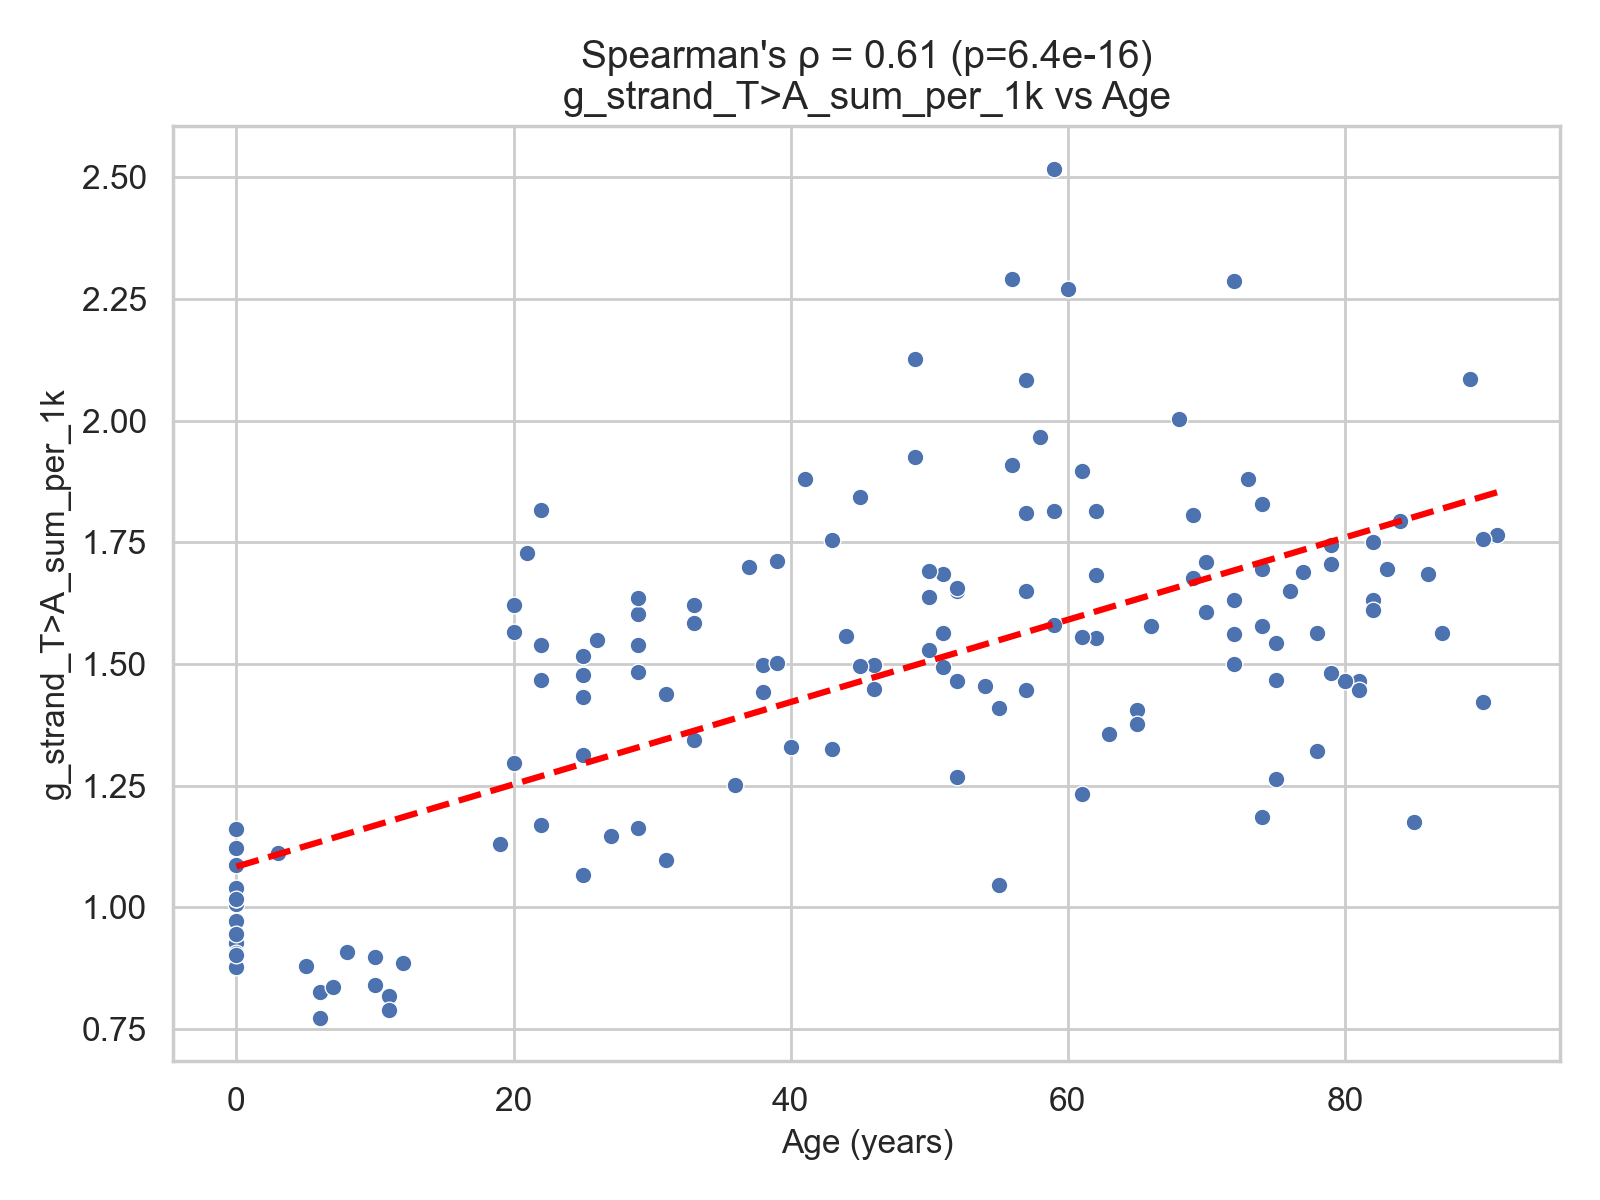 Spearman's ρ = 0.61 (p=6.4e-16)
g_strand_T>A_sum_per_1k vs Age
g_strand_T>A_sum_per_1k
2.50
2.25
2.00
1.75
1.50
1.25
1.00
0.75
0 20 40 60 80
Age (years)